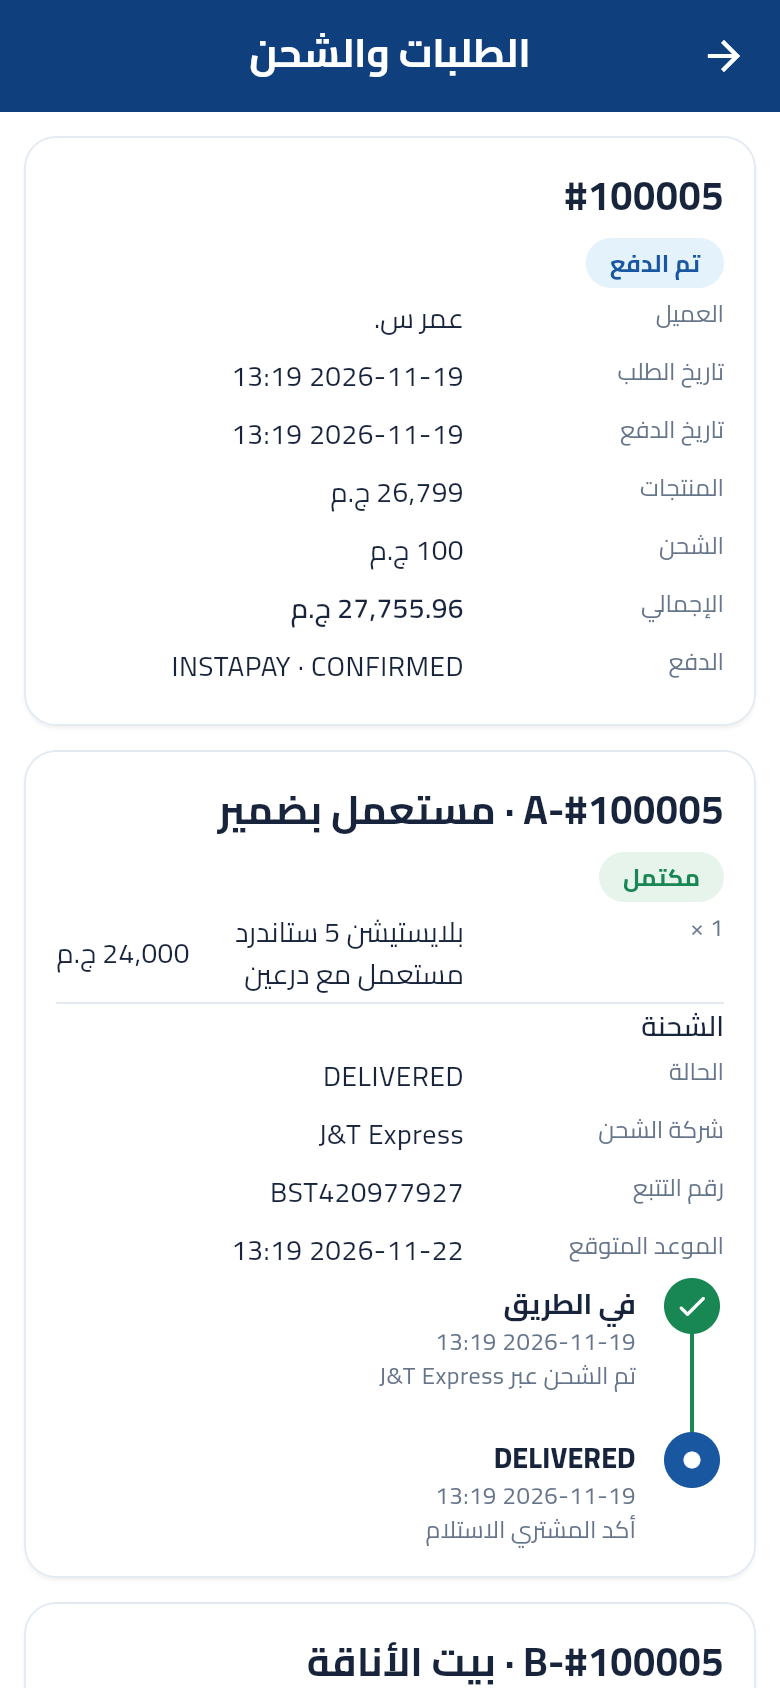 الطلبات والشحن
#100005
تم الدفع
العميل عمر س.
تاريخ الطلب 2026-11-19 13:19
تاريخ الدفع 2026-11-19 13:19
المنتجات 26,799 ج.م
الشحن 100 ج.م
الإجمالي 27,755.96 ج.م
الدفع INSTAPAY · CONFIRMED
A-#100005 · مستعمل بضمير
مكتمل
1 × بلايستيشن 5 ستاندرد 24,000 ج.م
مستعمل مع درعين
الشحنة
الحالة DELIVERED
شركة الشحن J&T Express
رقم التتبع BST420977927
الموعد المتوقع 2026-11-22 13:19
في الطريق
2026-11-19 13:19
تم الشحن عبر J&T Express
DELIVERED
2026-11-19 13:19
أكد المشتري الاستلام
B-#100005 · بيت الأناقة